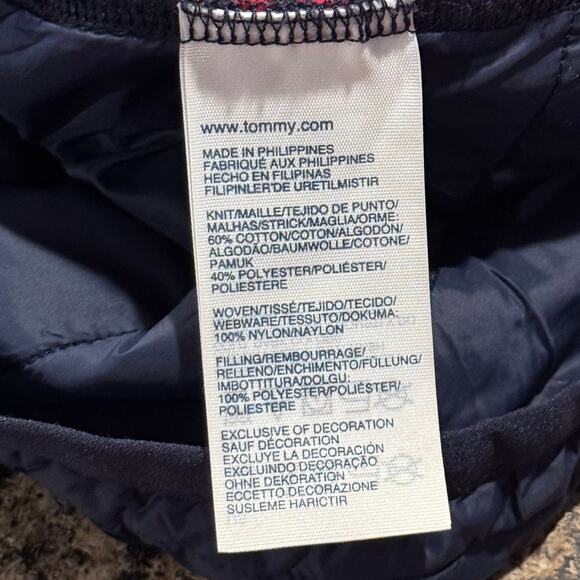 www.tommy.com
MADE IN PHILIPPINES
FABRIQUÉ AUX PHILIPPINES
HECHO EN FILIPINAS
FILIPINLER'DE URETILMISTIR
KNIT/MAILLE/TEJIDO DE PUNTO/
MALHAS/STRICK/MAGLIA/ORME:
60% COTTON/COTON/ALGODÓN/
ALGODÃO/BAUMWOLLE/COTONE/
PAMUK
40% POLYESTER/POLIÉSTER/
POLIESTERE
WOVEN/TISSÉ/TEJIDO/TECIDO/
WEBWARE/TESSUTO/DOKUMA:
100% NYLON/NAYLON
FILLING/REMBOURRAGE/
RELLENO/ENCHIMENTO/FÜLLUNG/
IMBOTTITURA/DOLGU:
100% POLYESTER/POLIÉSTER/
POLIESTERE
EXCLUSIVE OF DECORATION
SAUF DÉCORATION
EXCLUYE LA DECORACIÓN
EXCLUINDO DECORAÇÃO
OHNE DEKORATION
ECCETTO DECORAZIONE
SUSLEME HARICTIR